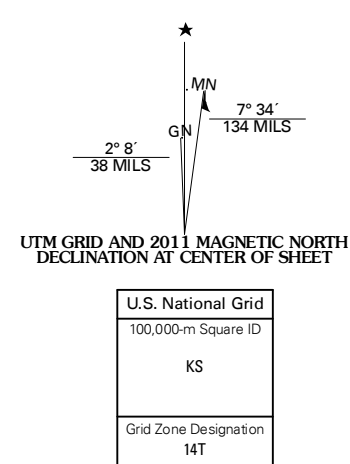 MN
7° 34´
134 MILS
GN
2° 8´
38 MILS
UTM GRID AND 2011 MAGNETIC NORTH
DECLINATION AT CENTER OF SHEET
U.S. National Grid
100,000-m Square ID
KS
Grid Zone Designation
14T